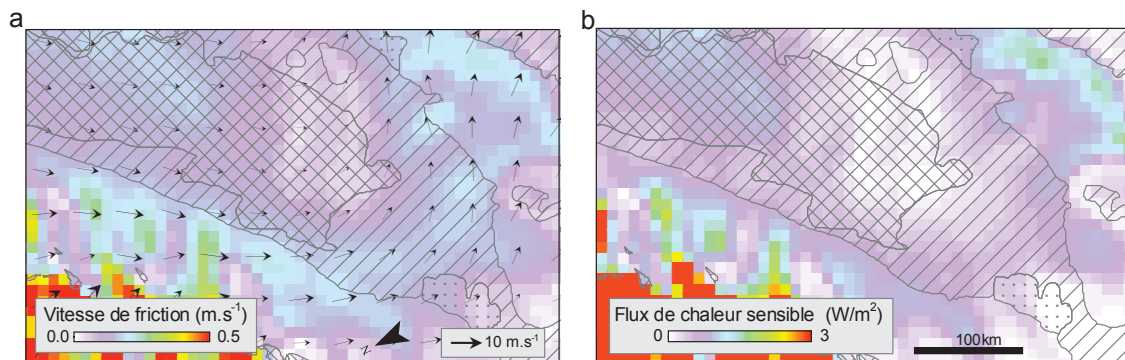 a
b
Vitesse de friction (m.s-1)
0.0
0.5
N
10 m.s-1
Flux de chaleur sensible (W/m2)
0
3
100km